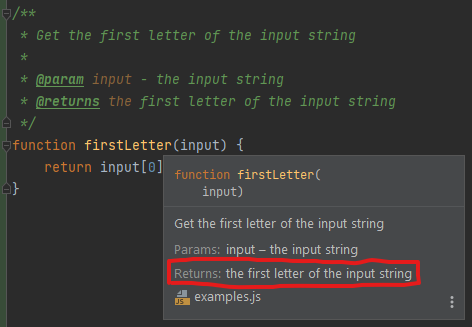 /**
* Get the first letter of the input string
*
* @param input - the input string
* @returns the first letter of the input string
*/
function firstLetter(input) {
return input[0]
}
function firstLetter(
input)
Get the first letter of the input string
Params: input – the input string
Returns: the first letter of the input string
JS examples.js